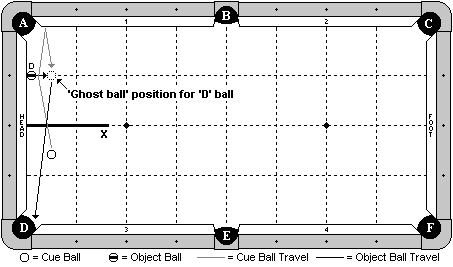 A
B
C
1
2
D
'Ghost ball' position for 'D' ball
HEAD
FOOT
X
D
3
E
4
F
= Cue Ball = Object Ball = Cue Ball Travel = Object Ball Travel